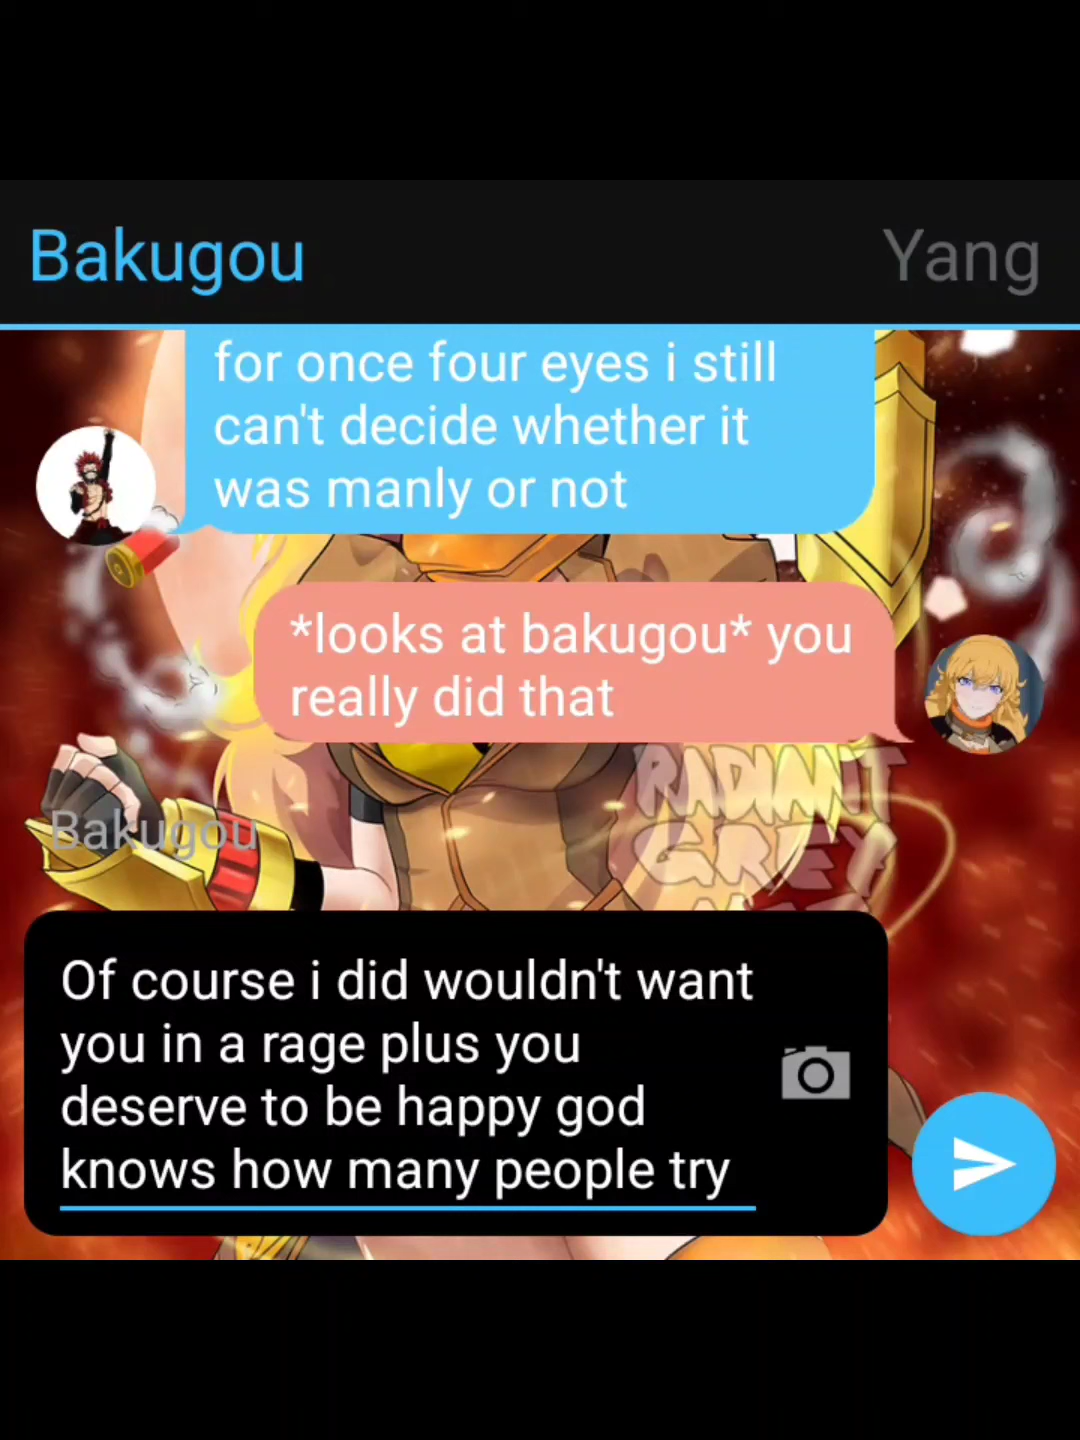 Bakugou
Yang
for once four eyes i still
can't decide whether it
was manly or not
*looks at bakugou* you
really did that
RADIANT
GREY
Bakugou
Of course i did wouldn't want
you in a rage plus you
deserve to be happy god
knows how many people try